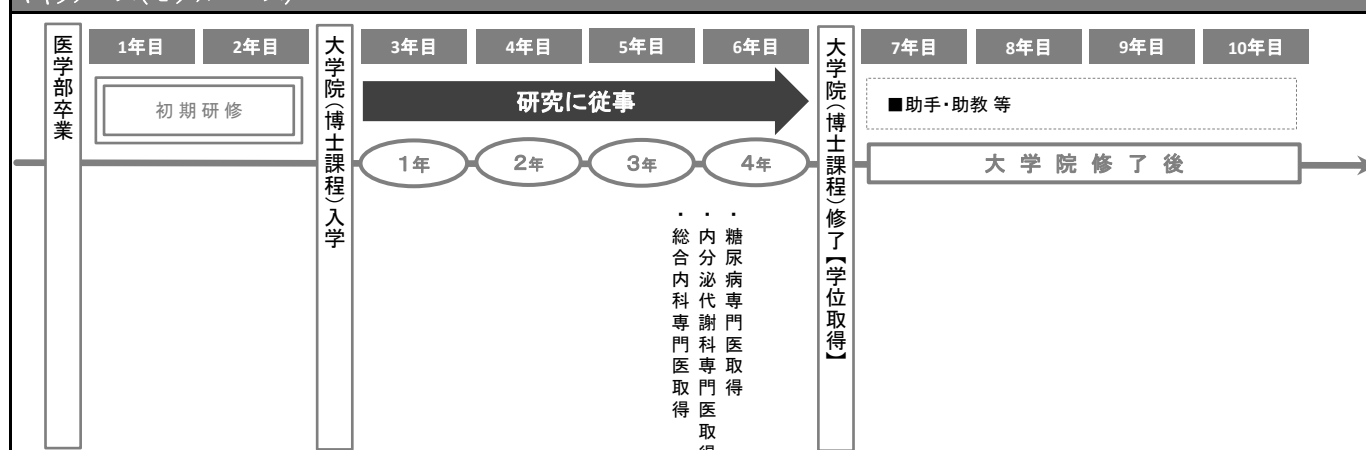 医学部卒業
1年目
2年目
初期研修
大学院（博士課程）入学
3年目
4年目
5年目
6年目
研究に従事
1年
2年
3年
4年
・糖尿病専門医取得
・内分泌代謝科専門医取得
・総合内科専門医取得
大学院（博士課程）修了【学位取得】
7年目
8年目
9年目
10年目
■助手・助教 等
大学院修了後